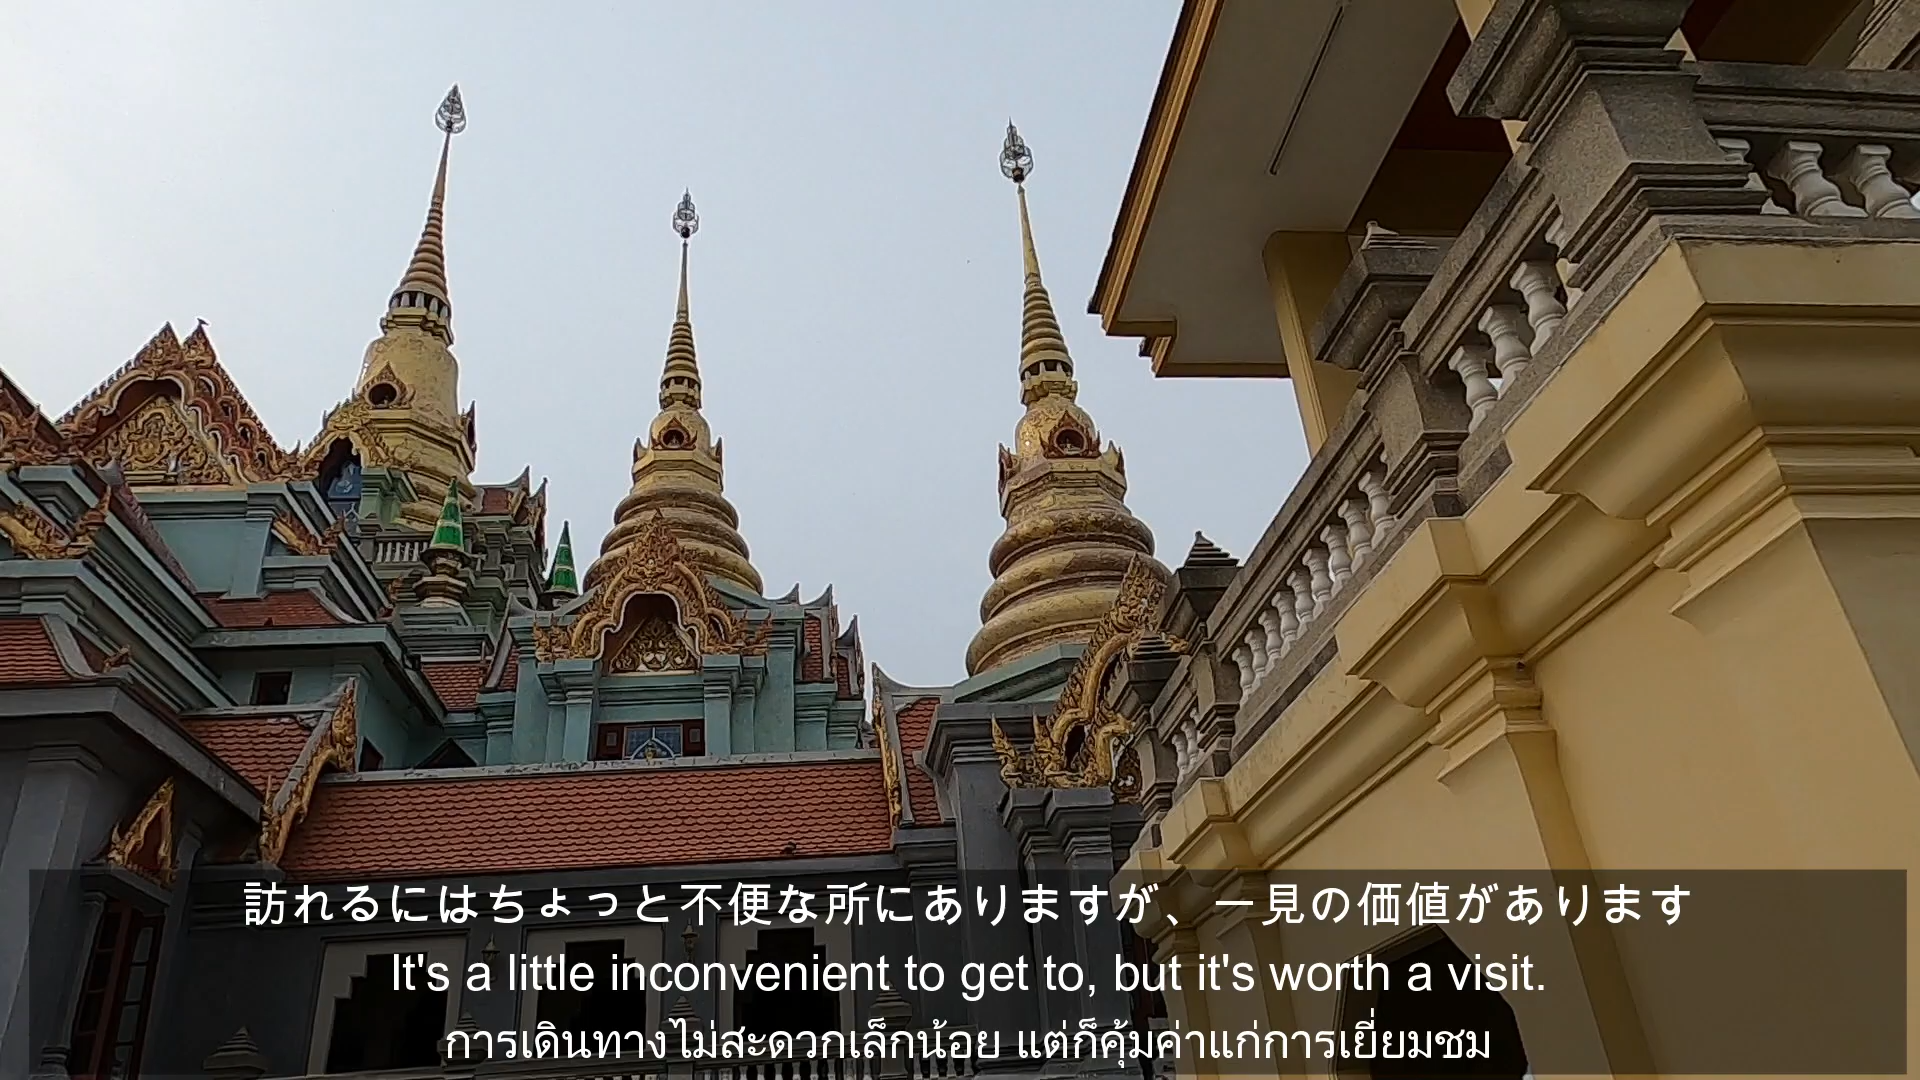 訪れるにはちょっと不便な所にありますが、一見の価値があります
It's a little inconvenient to get to, but it's worth a visit.
การเดินทางไม่สะดวกเล็กน้อย แต่ก็คุ้มค่าแก่การเยี่ยมชม